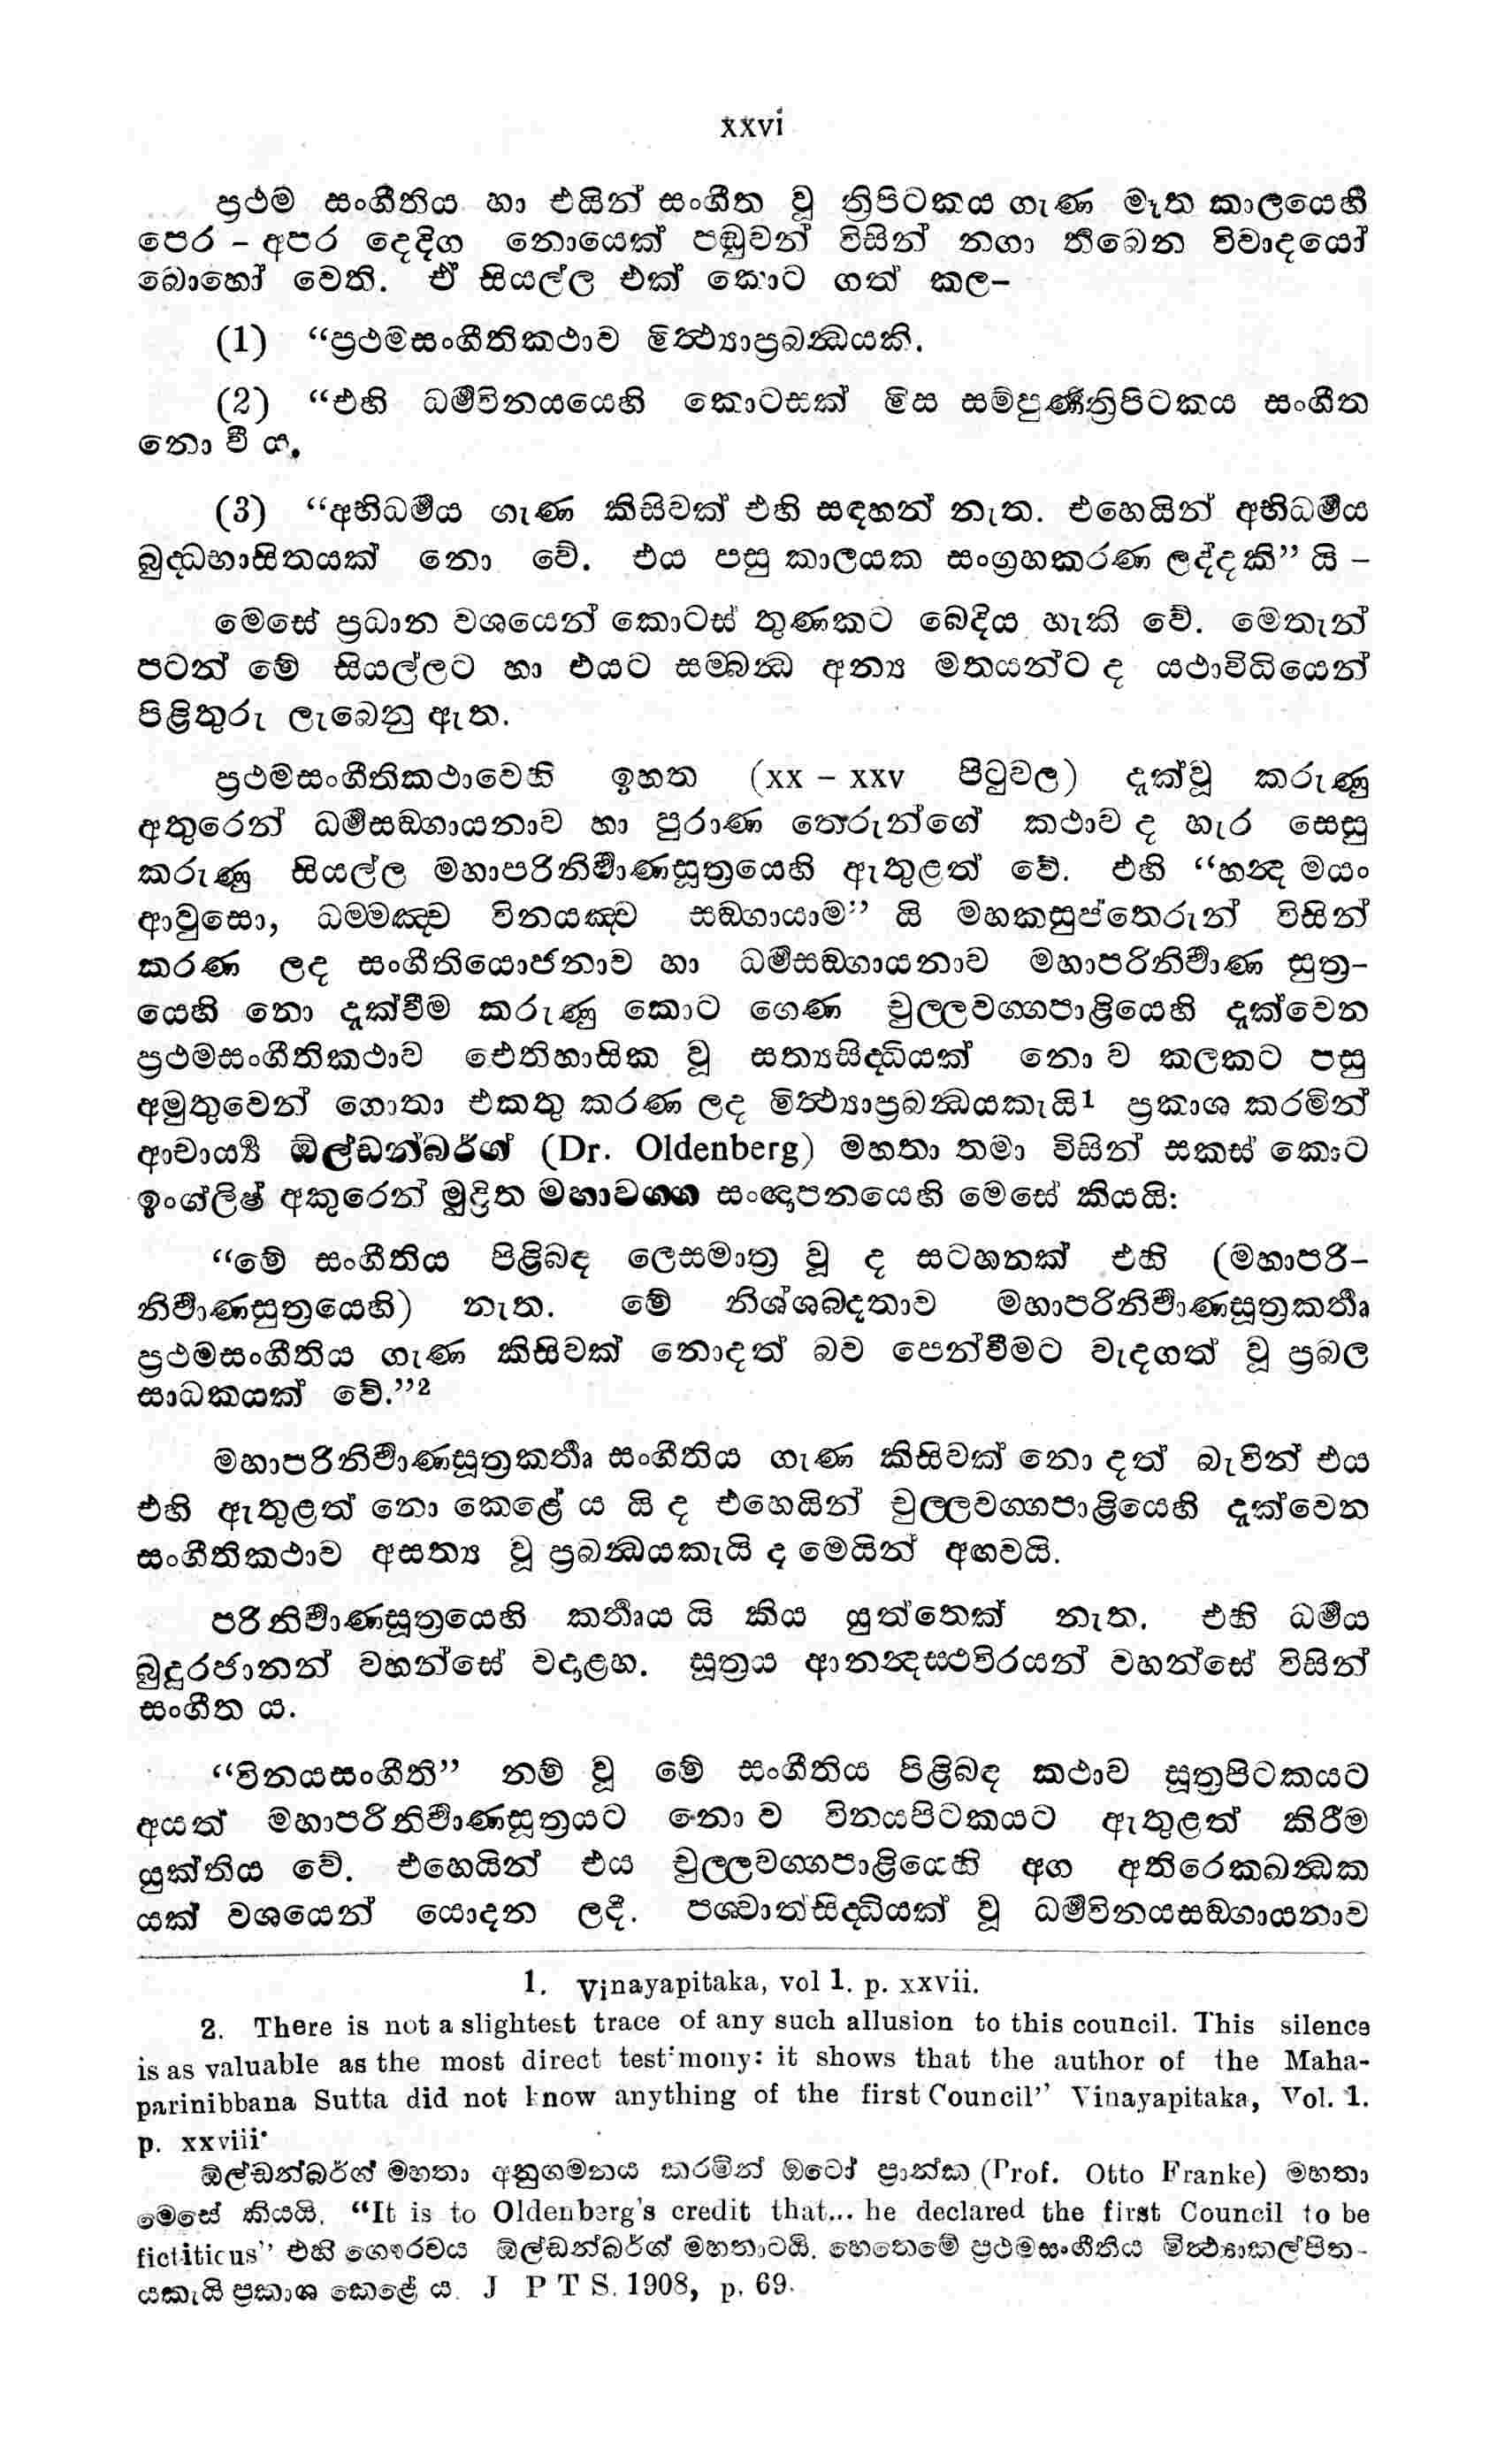 xxvi
ප්‍රථම සංගීතිය හා එයින් සංගීත වූ ත්‍රිපිටකය ගැණ මෑත කාලයෙහි
පෙර – අපර දෙදිග නොයෙක් පඬුවන් විසින් නගා තිබෙන විවාදයෝ
බොහෝ වෙති. ඒ සියල්ල එක් කොට ගත් කල–
(1) “ප්‍රථමසංගීතිකථාව මිත්‍ථ්‍යාප්‍රබන්‍ධයකි.
(2) “එහි ධර්‍මවිනයයෙහි කොටසක් මිස සම්පුර්‍ණත්‍රිපිටකය සංගීත
නො වී ය.
(3) “අභිධර්‍මය ගැණ කිසිවක් එහි සඳහන් නැත. එහෙයින් අභිධර්‍මය
බුද්‍ධභාසිතයක් නො වේ. එය පසු කාලයක සංග්‍රහකරණ ලද්දකි” යි –
මෙසේ ප්‍රධාන වශයෙන් කොටස් තුණකට බෙදිය හැකි වේ. මෙතැන්
පටන් මේ සියල්ලට හා එයට සම්බන්‍ධ අන්‍ය මතයන්ට ද යථාවිධියෙන්
පිළිතුරු ලැබෙනු ඇත.
ප්‍රථමසංගීතිකථාවෙහි ඉහත (xx – xxv පිටුවල) දැක්වූ කරුණු
අතුරෙන් ධර්‍මසඞ්ගායනාව හා පුරාණ තෙරුන්ගේ කථාව ද හැර සෙසු
කරුණු සියල්ල මහාපරිනිර්‍වාණසූත්‍රයෙහි ඇතුළත් වේ. එහි “හන්‍ද මයං
ආවුසො, ධම්මඤ්ච විනයඤ්ච සඞ්ගායාම” යි මහකසුප්තෙරුන් විසින්
කරණ ලද සංගීතියොජනාව හා ධර්‍මසඞ්ගායනාව මහාපරිනිර්‍වාණ සුත්‍ර–
යෙහි නො දැක්වීම කරුණු කොට ගෙණ චුල්ලවග්ගපාළියෙහි දැක්වෙන
ප්‍රථමසංගීතිකථාව ඓතිහාසික වූ සත්‍යසිද්‍ධියක් නො ව කලකට පසු
අමුතුවෙන් ගොතා එකතු කරණ ලද මිත්‍ථ්‍යාප්‍රබන්‍ධයකැයි1 ප්‍රකාශ කරමින්
ආචාර්‍ය්‍ය ඕල්ඩන්බර්ග් (Dr. Oldenberg) මහතා තමා විසින් සකස් කොට
ඉංග්ලිෂ් අකුරෙන් මුද්‍රිත මහාවග්ග සංඥාපනයෙහි මෙසේ කියයි:
“මේ සංගීතිය පිළිබඳ ලෙසමාත්‍ර වූ ද සටහනක් එහි (මහාපරි–
නිර්‍වාණසුත්‍රයෙහි) නැත. මේ නිශ්ශබ්දතාව මහාපරිනිර්‍වාණසූත්‍රකර්‍තෘ
ප්‍රථමසංගීතිය ගැණ කිසිවක් නොදත් බව පෙන්වීමට වැදගත් වූ ප්‍රබල
සාධකයක් වේ.”2
මහාපරිනිර්‍වාණසූත්‍රකර්‍තෘ සංගීතිය ගැණ කිසිවක් නො දත් බැවින් එය
එහි ඇතුළත් නො කෙළේ ය යි ද එහෙයින් චුල්ලවග්ගපාළියෙහි දැක්වෙන
සංගීතිකථාව අසත්‍ය වූ ප්‍රබන්‍ධයකැයි ද මෙයින් අඟවයි.
පරිනිර්‍වාණසූත්‍රයෙහි කර්‍තෘය යි කිය යුත්තෙක් නැත. එහි ධර්‍මය
බුදුරජානන් වහන්සේ වදාළහ. සූත්‍රය ආනන්‍දස්‍ථවිරයන් වහන්සේ විසින්
සංගීත ය.
“විනයසංගීති” නම් වූ මේ සංගීතිය පිළිබඳ කථාව සූත්‍රපිටකයට
අයත් මහාපරිනිර්‍වාණසූත්‍රයට නො ව විනයපිටකයට ඇතුළත් කිරීම
යුක්තිය වේ. එහෙයින් එය චුල්ලවග්ගපාළියෙහි අග අතිරෙකඛන්‍ධක
යක් වශයෙන් යොදන ලදී. පශ්චාත්සිද්‍ධියක් වූ ධර්‍මවිනයසඞ්ගායනාව
1. Vinayapitaka, vol 1. p. xxvii.
2. There is not a slightest trace of any such allusion to this council. This silence
is as valuable as the most direct testimony: it shows that the author of the Maha-
parinibbana Sutta did not know anything of the first Council” Vinayapitaka, Vol. 1.
p. xxviii.
ඕල්ඩන්බර්ග් මහතා අනුගමනය කරමින් ඔටෝ ප්‍රාන්ක (Prof. Otto Franke) මහතා
මෙසේ කියයි. “It is to Oldenberg's credit that... he declared the first Council to be
fictiticus” එහි ගෞරවය ඕල්ඩන්බර්ග් මහතාටයි. හෙතෙමේ ප්‍රථමසංගීතිය මිත්‍ථ්‍යාකල්පිත-
යකැයි ප්‍රකාශ කෙළේ ය. J P T S. 1908, p. 69.